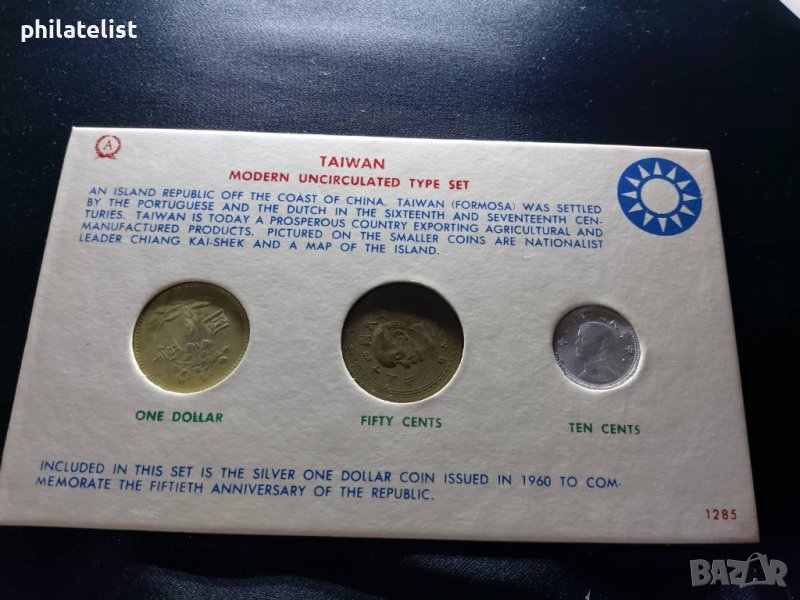 philatelist
A
TAIWAN
MODERN UNCIRCULATED TYPE SET
AN ISLAND REPUBLIC OFF THE COAST OF CHINA. TAIWAN (FORMOSA) WAS SETTLED
BY THE PORTUGUESE AND THE DUTCH IN THE SIXTEENTH AND SEVENTEENTH CEN-
TURIES. TAIWAN IS TODAY A PROSPEROUS COUNTRY EXPORTING AGRICULTURAL AND
MANUFACTURED PRODUCTS. PICTURED ON THE SMALLER COINS ARE NATIONALIST
LEADER CHIANG KAI-SHEK AND A MAP OF THE ISLAND.
ONE DOLLAR
FIFTY CENTS
TEN CENTS
INCLUDED IN THIS SET IS THE SILVER ONE DOLLAR COIN ISSUED IN 1960 TO COM-
MEMORATE THE FIFTIETH ANNIVERSARY OF THE REPUBLIC.
1285
BAZAR